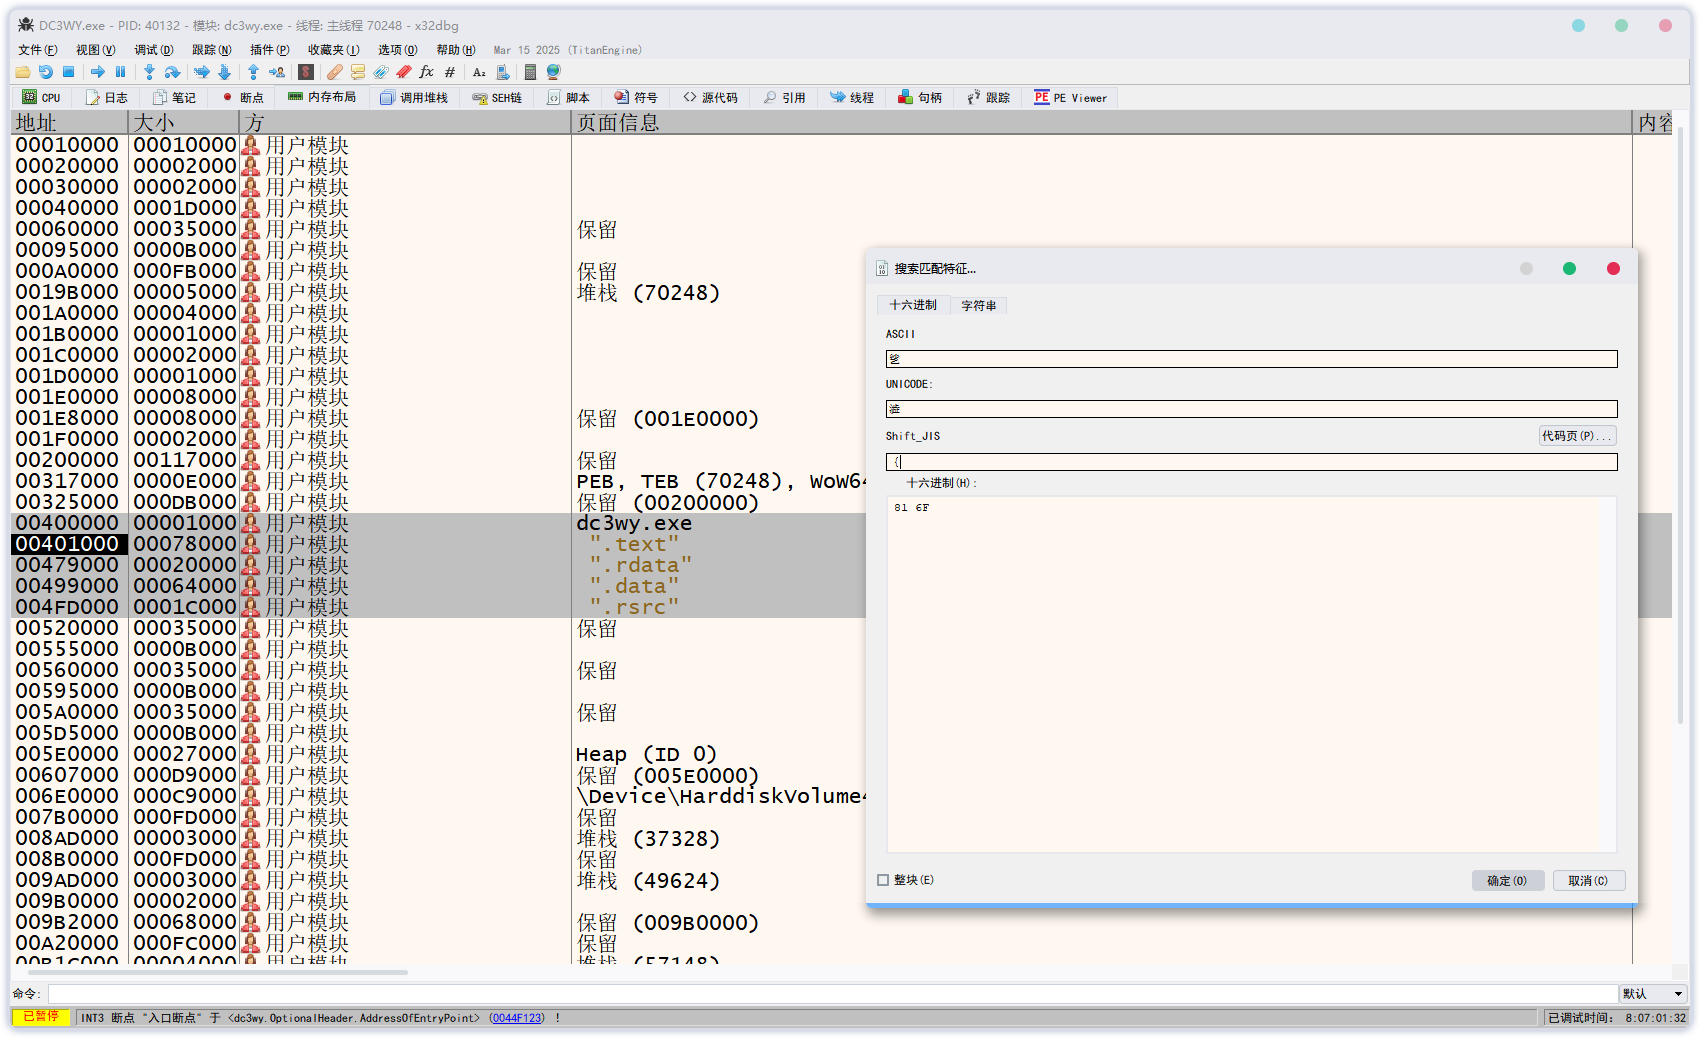 DC3WY.exe - PID: 40132 - 模块: dc3wy.exe - 线程: 主线程 70248 - x32dbg
文件(F) 视图(V) 调试(D) 跟踪(N) 插件(P) 收藏夹(I) 选项(O) 帮助(H) Mar 15 2025 (TitanEngine)
CPU 日志 笔记 断点 内存布局 调用堆栈 SEH链 脚本 符号 源代码 引用 线程 句柄 跟踪 PE Viewer
地址 大小 方 页面信息 内容
00010000 00010000 用户模块
00020000 00002000 用户模块
00030000 00002000 用户模块
00040000 0001D000 用户模块
00060000 00035000 用户模块 保留
00095000 0000B000 用户模块
000A0000 000FB000 用户模块 保留
0019B000 00005000 用户模块 堆栈 (70248)
001A0000 00004000 用户模块
001B0000 00001000 用户模块
001C0000 00002000 用户模块
001D0000 00001000 用户模块
001E0000 00008000 用户模块
001E8000 00008000 用户模块 保留 (001E0000)
001F0000 00002000 用户模块
00200000 00117000 用户模块 保留
00317000 0000E000 用户模块 PEB, TEB (70248), WoW64
00325000 000DB000 用户模块 保留 (00200000)
00400000 00001000 用户模块 dc3wy.exe
00401000 00078000 用户模块 ".text"
00479000 00020000 用户模块 ".rdata"
00499000 00064000 用户模块 ".data"
004FD000 0001C000 用户模块 ".rsrc"
00520000 00035000 用户模块 保留
00555000 0000B000 用户模块
00560000 00035000 用户模块 保留
00595000 0000B000 用户模块
005A0000 00035000 用户模块 保留
005D5000 0000B000 用户模块
005E0000 00027000 用户模块 Heap (ID 0)
00607000 000D9000 用户模块 保留 (005E0000)
006E0000 000C9000 用户模块 \Device\HarddiskVolume4
007B0000 000FD000 用户模块 保留
008AD000 00003000 用户模块 堆栈 (37328)
008B0000 000FD000 用户模块 保留
009AD000 00003000 用户模块 堆栈 (49624)
009B0000 00002000 用户模块
009B2000 00068000 用户模块 保留 (009B0000)
00A20000 000FC000 用户模块 保留
00B1C000 00004000 用户模块 堆栈 (57148)
搜索匹配特征...
十六进制 字符串
ASCII
UNICODE:
Shift_JIS 代码页(P)...
｛
十六进制(H):
81 6F
整块(E) 确定(O) 取消(C)
命令: 默认
已暂停 INT3 断点 "入口断点" 于 <dc3wy.OptionalHeader.AddressOfEntryPoint> (0044F123) ! 已调试时间: 8:07:01:32